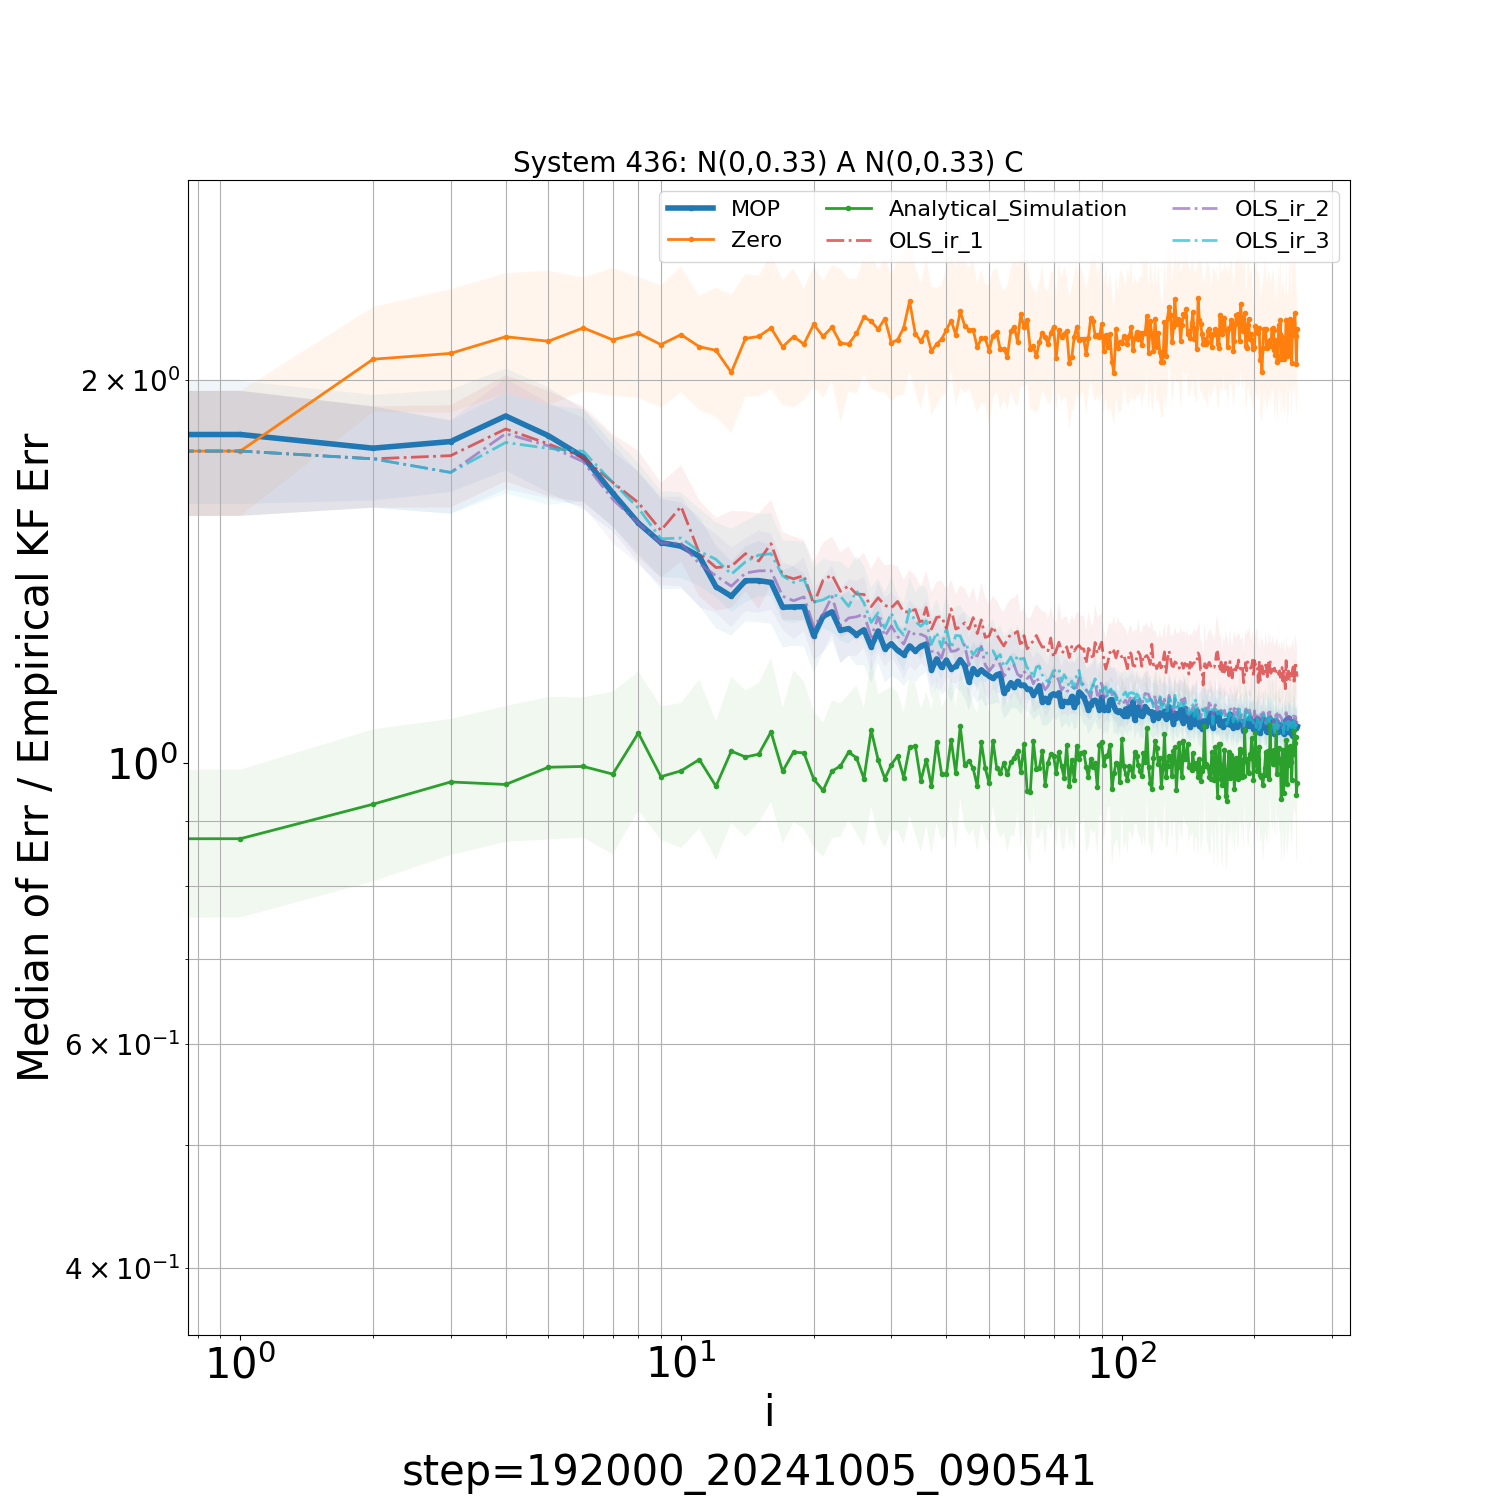 System 436: N(0,0.33) A N(0,0.33) C
MOP
Zero
Analytical_Simulation
OLS_ir_1
OLS_ir_2
OLS_ir_3
Median of Err / Empirical KF Err
2 × 10⁰
10⁰
6 × 10⁻¹
4 × 10⁻¹
10⁰ 10¹ 10²
i
step=192000_20241005_090541